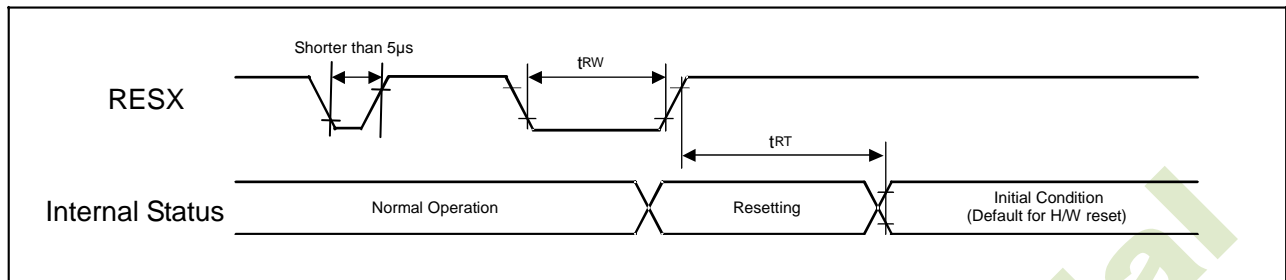 Shorter than 5µs
tRW
RESX
tRT
Internal Status
Normal Operation
Resetting
Initial Condition
(Default for H/W reset)